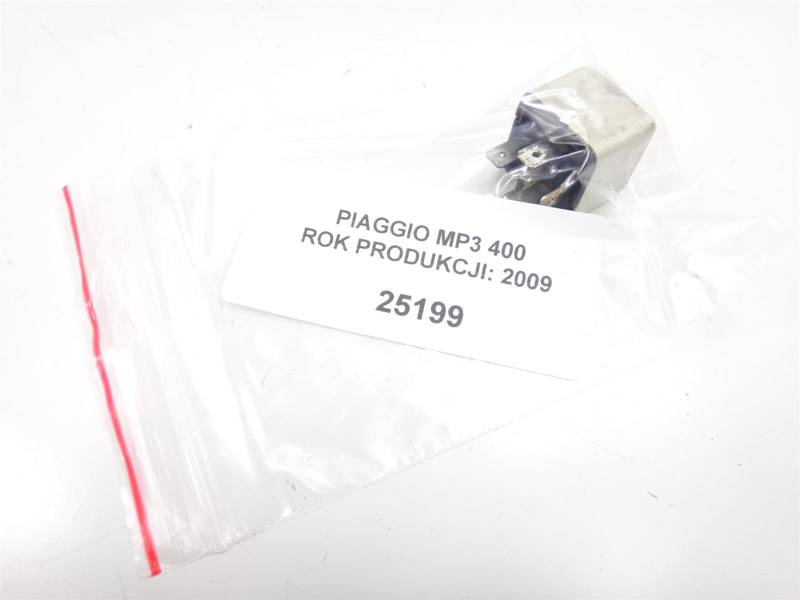 PIAGGIO MP3 400
ROK PRODUKCJI: 2009
25199